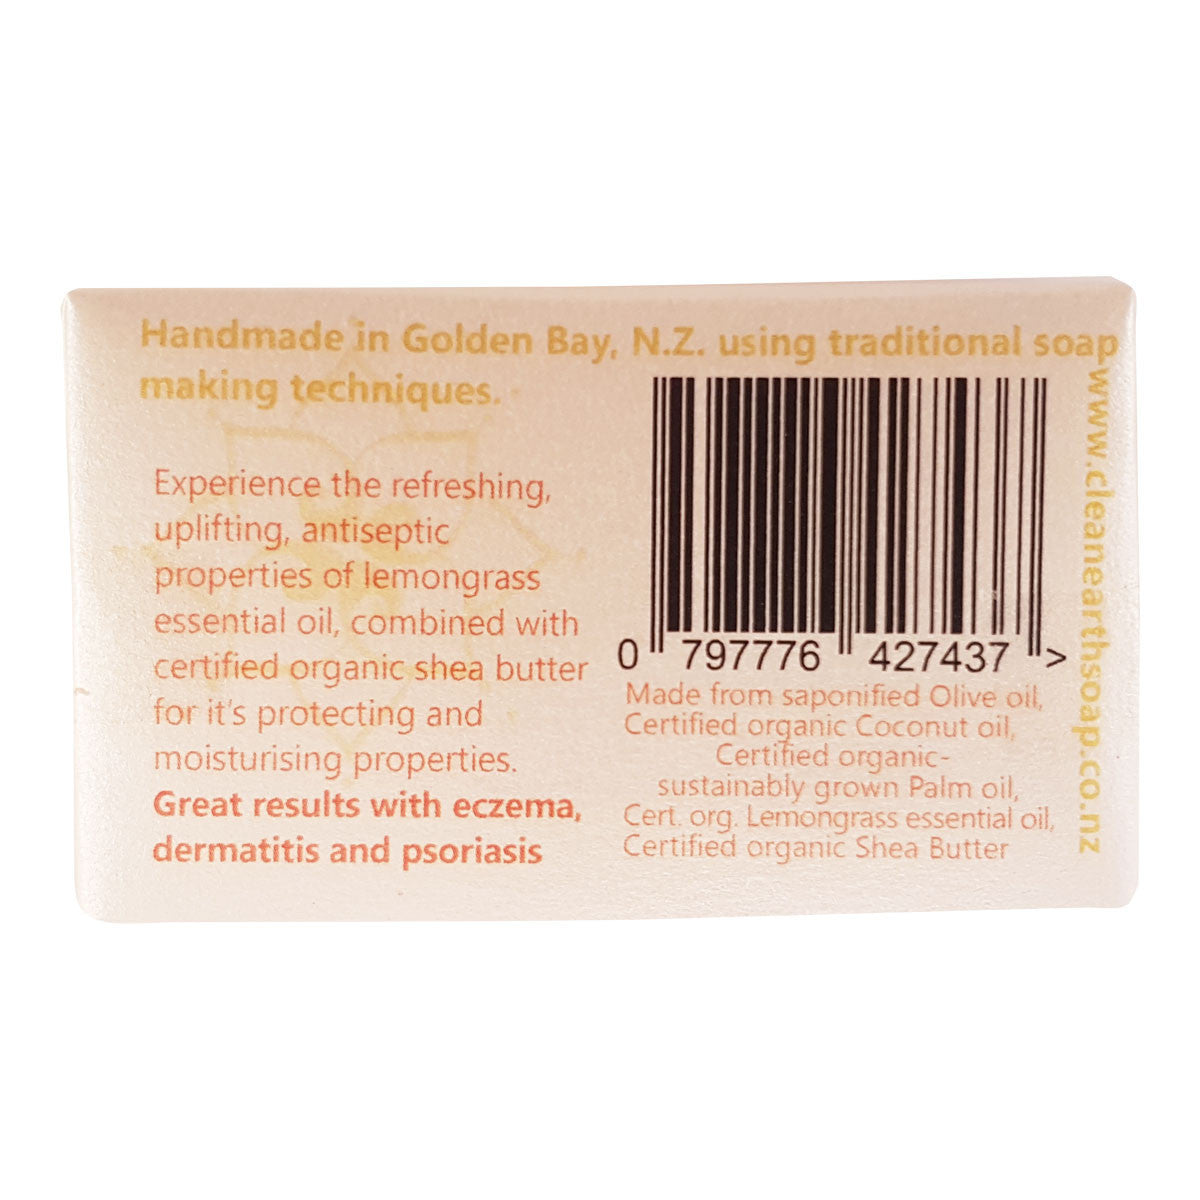 Handmade in Golden Bay, N.Z. using traditional soap
making techniques.
Experience the refreshing,
uplifting, antiseptic
properties of lemongrass
essential oil, combined with
certified organic shea butter
for it's protecting and
moisturising properties.
Great results with eczema,
dermatitis and psoriasis
0 797776 427437 >
Made from saponified Olive oil,
Certified organic Coconut oil,
Certified organic-
sustainably grown Palm oil,
Cert. org. Lemongrass essential oil,
Certified organic Shea Butter
www.cleanearthsoap.co.nz